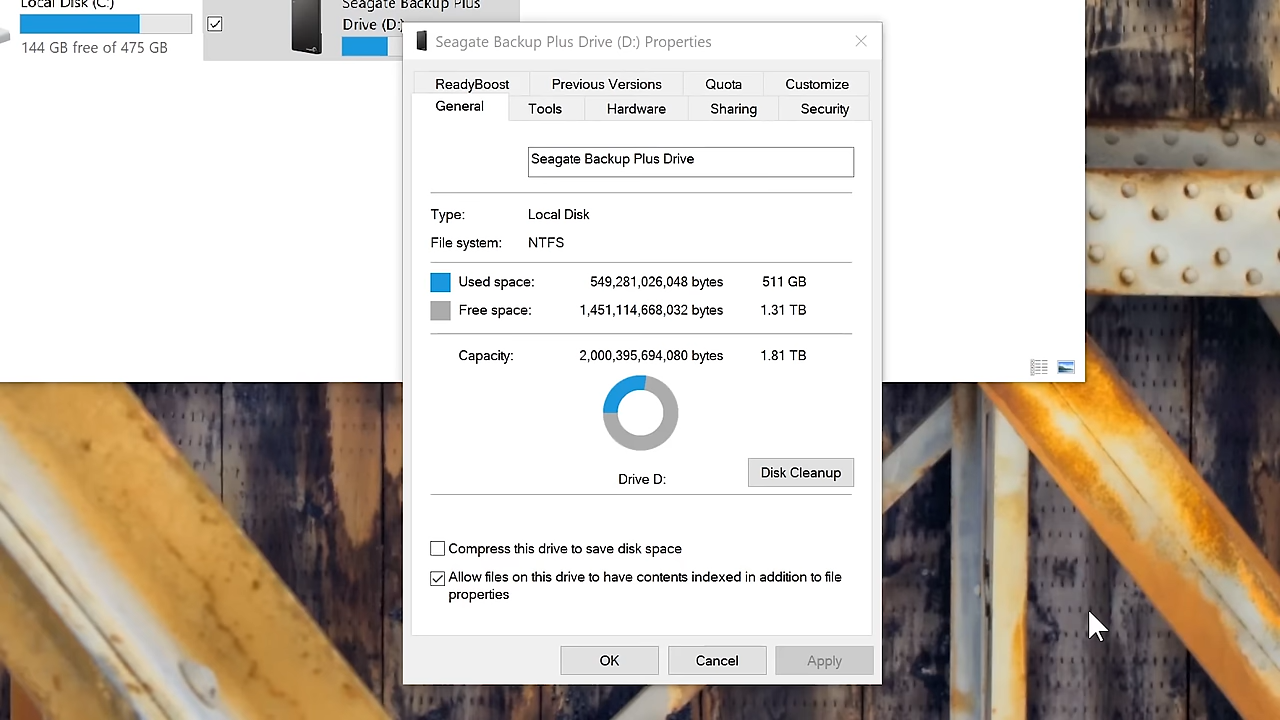 Local Disk (C:)
144 GB free of 475 GB
Seagate Backup Plus
Drive (D:)
Seagate Backup Plus Drive (D:) Properties
ReadyBoost Previous Versions Quota Customize
General Tools Hardware Sharing Security
Seagate Backup Plus Drive
Type: Local Disk
File system: NTFS
Used space: 549,281,026,048 bytes 511 GB
Free space: 1,451,114,668,032 bytes 1.31 TB
Capacity: 2,000,395,694,080 bytes 1.81 TB
Drive D:
Disk Cleanup
Compress this drive to save disk space
Allow files on this drive to have contents indexed in addition to file
properties
OK Cancel Apply